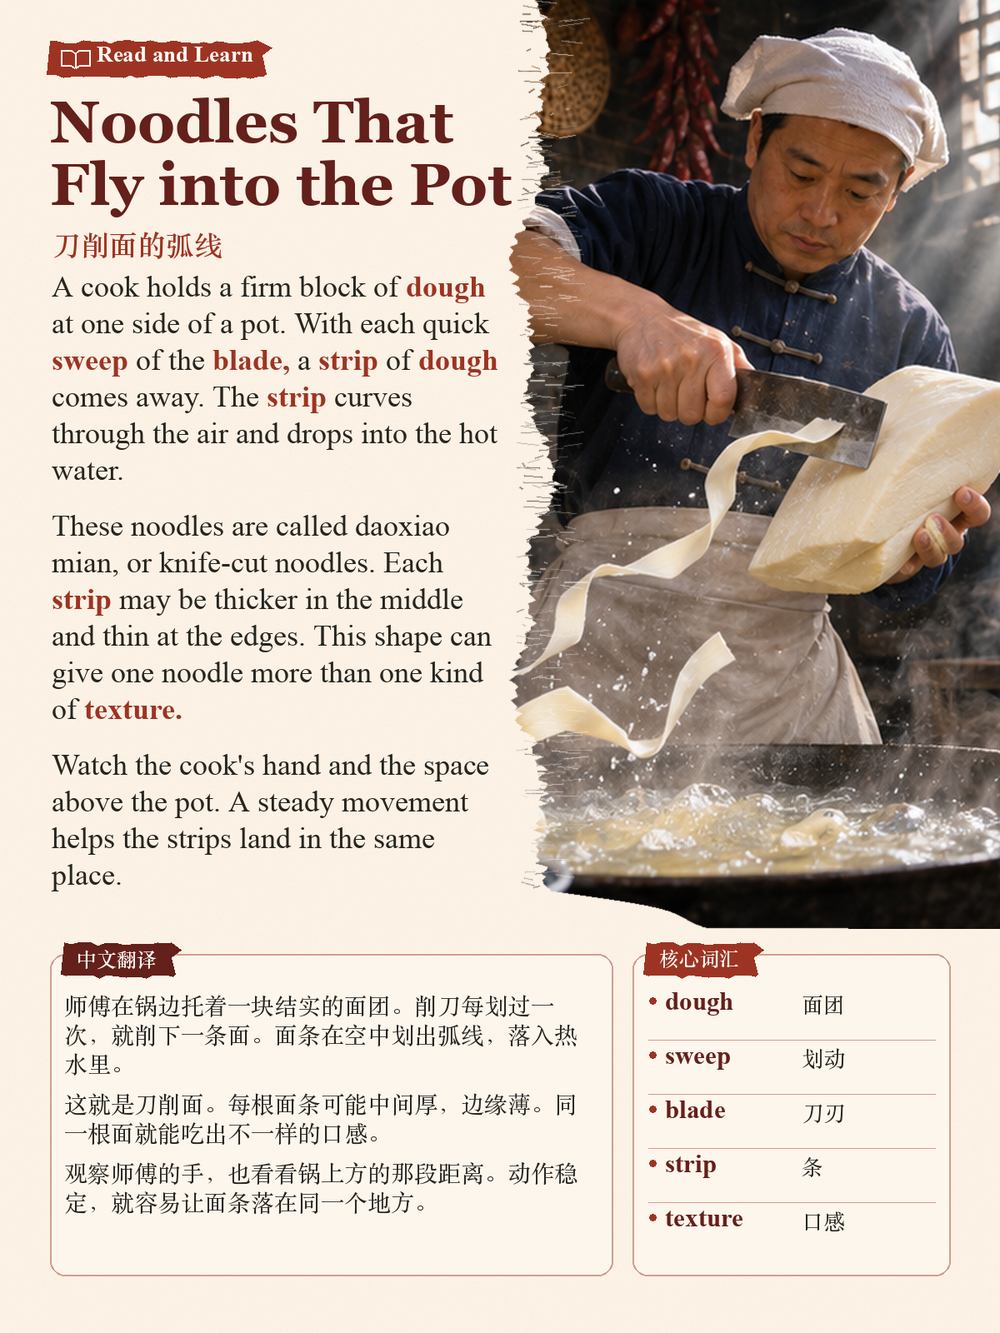 Read and Learn
Noodles That
Fly into the Pot
刀削面的弧线
A cook holds a firm block of dough
at one side of a pot. With each quick
sweep of the blade, a strip of dough
comes away. The strip curves
through the air and drops into the hot
water.
These noodles are called daoxiao
mian, or knife-cut noodles. Each
strip may be thicker in the middle
and thin at the edges. This shape can
give one noodle more than one kind
of texture.
Watch the cook's hand and the space
above the pot. A steady movement
helps the strips land in the same
place.
中文翻译
师傅在锅边托着一块结实的面团。削刀每划过一
次，就削下一条面。面条在空中划出弧线，落入热
水里。
这就是刀削面。每根面条可能中间厚，边缘薄。同
一根面就能吃出不一样的口感。
观察师傅的手，也看看锅上方的那段距离。动作稳
定，就容易让面条落在同一个地方。
核心词汇
• dough 面团
• sweep 划动
• blade 刀刃
• strip 条
• texture 口感